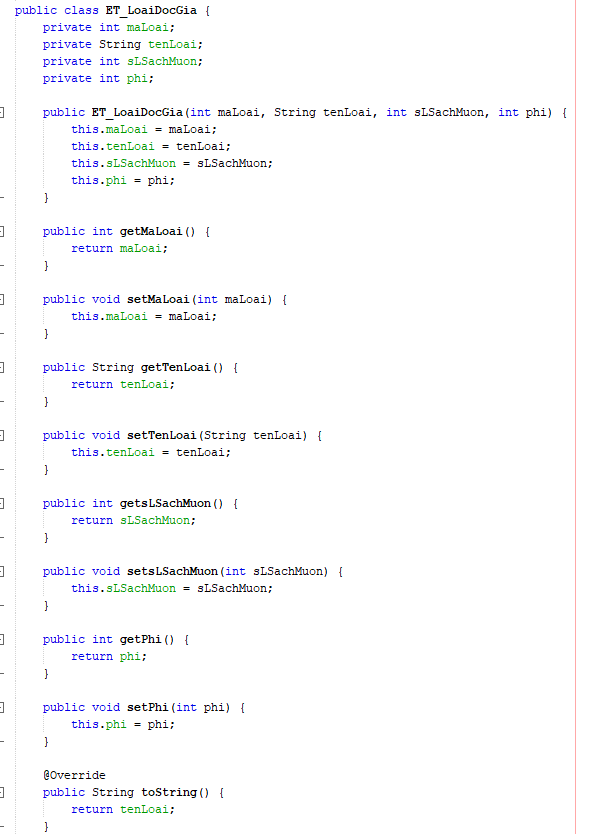 public class ET_LoaiDocGia {
    private int maLoai;
    private String tenLoai;
    private int sLSachMuon;
    private int phi;

    public ET_LoaiDocGia(int maLoai, String tenLoai, int sLSachMuon, int phi) {
        this.maLoai = maLoai;
        this.tenLoai = tenLoai;
        this.sLSachMuon = sLSachMuon;
        this.phi = phi;
    }

    public int getMaLoai() {
        return maLoai;
    }

    public void setMaLoai(int maLoai) {
        this.maLoai = maLoai;
    }

    public String getTenLoai() {
        return tenLoai;
    }

    public void setTenLoai(String tenLoai) {
        this.tenLoai = tenLoai;
    }

    public int getsLSachMuon() {
        return sLSachMuon;
    }

    public void setsLSachMuon(int sLSachMuon) {
        this.sLSachMuon = sLSachMuon;
    }

    public int getPhi() {
        return phi;
    }

    public void setPhi(int phi) {
        this.phi = phi;
    }

    @Override
    public String toString() {
        return tenLoai;
    }